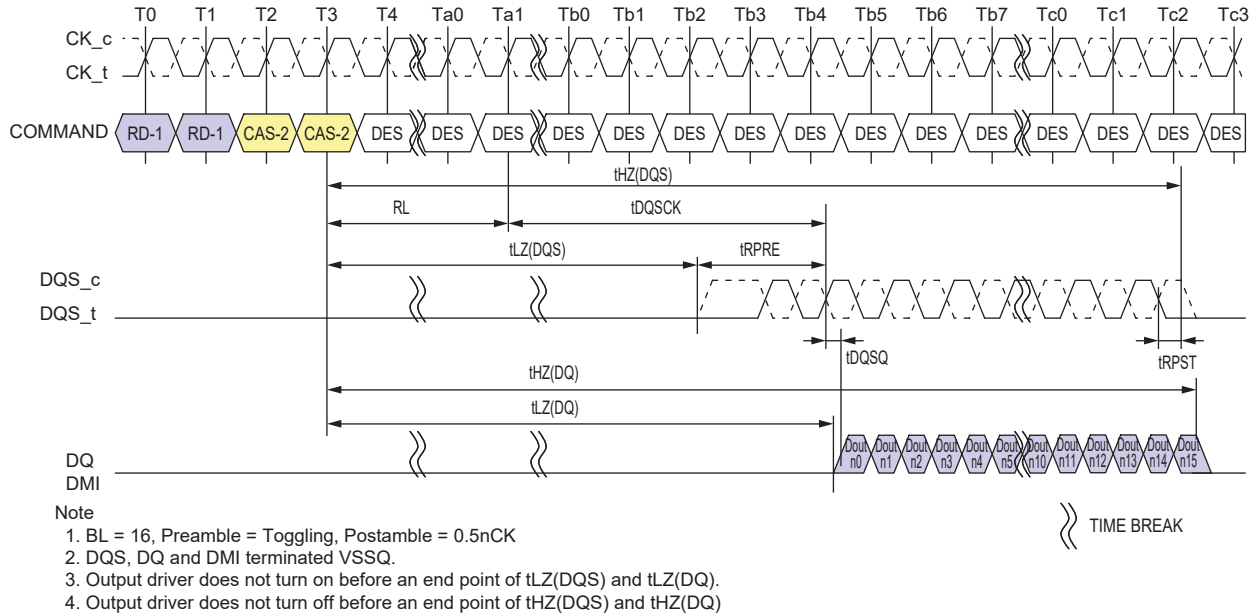 T0 T1 T2 T3 T4 Ta0 Ta1 Tb0 Tb1 Tb2 Tb3 Tb4 Tb5 Tb6 Tb7 Tc0 Tc1 Tc2 Tc3
CK_c
CK_t
COMMAND RD-1 RD-1 CAS-2 CAS-2 DES DES DES DES DES DES DES DES DES DES DES DES DES DES DES
tHZ(DQS)
RL tDQSCK
tLZ(DQS) tRPRE
DQS_c
DQS_t
tDQSQ tRPST
tHZ(DQ)
tLZ(DQ)
DQ
DMI
Dout Dout Dout Dout Dout Dout Dout Dout Dout Dout Dout Dout
n0 n1 n2 n3 n4 n5 n10 n11 n12 n13 n14 n15
Note
1. BL = 16, Preamble = Toggling, Postamble = 0.5nCK
2. DQS, DQ and DMI terminated VSSQ.
3. Output driver does not turn on before an end point of tLZ(DQS) and tLZ(DQ).
4. Output driver does not turn off before an end point of tHZ(DQS) and tHZ(DQ)
TIME BREAK